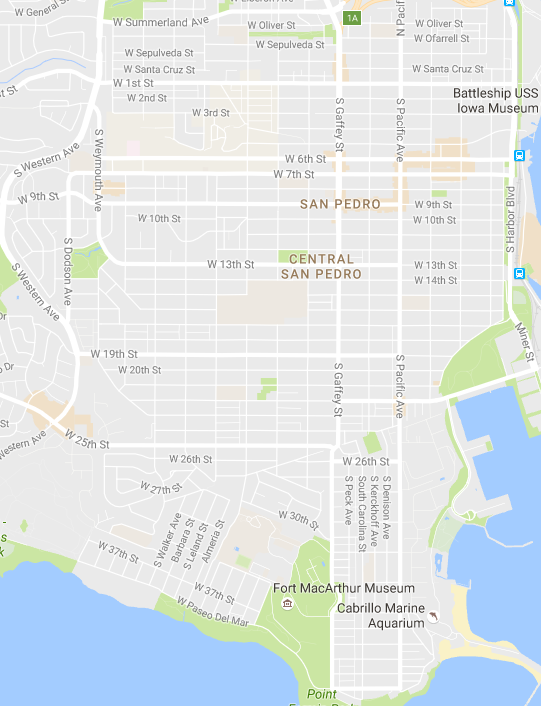 W General St
W Summerland Ave
W Oliver St
W Sepulveda St
1A
N Pacifi
W Oliver St
W Ofarrell St
W Sepulveda St
W Santa Cruz St
W Santa Cruz St
W 1st St
W 2nd St
Battleship USS
Iowa Museum
W 3rd St
S Gaffey St
S Pacific Ave
S Western Ave
S Weymouth Ave
W 6th St
W 7th St
W 9th St
SAN PEDRO
W 9th St
W 10th St
W 10th St
S Harbor Blvd
S Dodson Ave
S Western Ave
W 13th St
CENTRAL
SAN PEDRO
W 13th St
W 14th St
Miner St
W 19th St
W 20th St
S Gaffey St
S Pacific Ave
Western Ave
W 25th St
W 26th St
W 26th St
W 27th St
S Peck Ave
South Carolina St
S Kerckhoff Ave
S Denison Ave
W 30th St
S Walker Ave
Barbara St
S Leland St
Almeria St
W 37th St
W 37th St
W Paseo Del Mar
Fort MacArthur Museum
Cabrillo Marine
Aquarium
Point